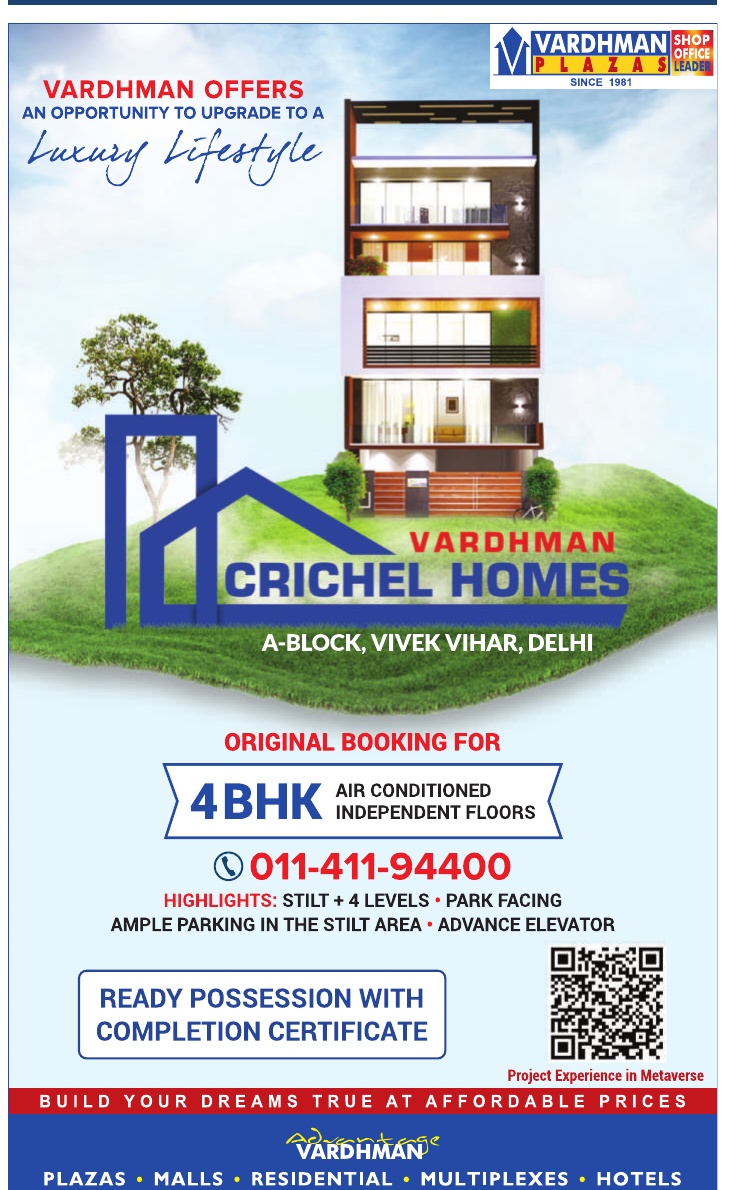 VARDHMAN
PLAZAS
SINCE 1981
SHOP
OFFICE
LEADER
VARDHMAN OFFERS
AN OPPORTUNITY TO UPGRADE TO A
Luxury Lifestyle
VARDHMAN
CRICHEL HOMES
A-BLOCK, VIVEK VIHAR, DELHI
ORIGINAL BOOKING FOR
4BHK AIR CONDITIONED
INDEPENDENT FLOORS
011-411-94400
HIGHLIGHTS: STILT + 4 LEVELS • PARK FACING
AMPLE PARKING IN THE STILT AREA • ADVANCE ELEVATOR
READY POSSESSION WITH
COMPLETION CERTIFICATE
Project Experience in Metaverse
BUILD YOUR DREAMS TRUE AT AFFORDABLE PRICES
Advantage
VARDHMAN
PLAZAS • MALLS • RESIDENTIAL • MULTIPLEXES • HOTELS